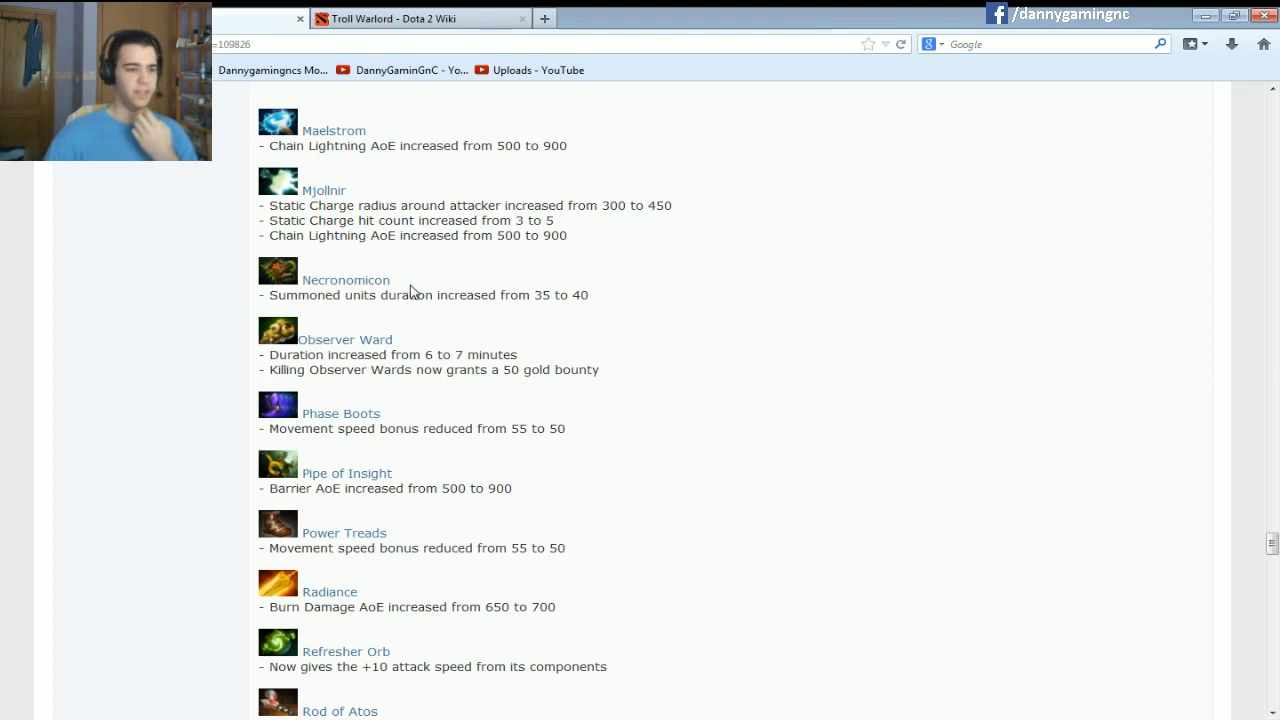 Troll Warlord - Dota 2 Wiki
/dannygamingnc
=109826
Google
Dannygamingncs Mo...
DannyGaminGnC - Yo...
Uploads - YouTube
Maelstrom
- Chain Lightning AoE increased from 500 to 900
Mjollnir
- Static Charge radius around attacker increased from 300 to 450
- Static Charge hit count increased from 3 to 5
- Chain Lightning AoE increased from 500 to 900
Necronomicon
- Summoned units duration increased from 35 to 40
Observer Ward
- Duration increased from 6 to 7 minutes
- Killing Observer Wards now grants a 50 gold bounty
Phase Boots
- Movement speed bonus reduced from 55 to 50
Pipe of Insight
- Barrier AoE increased from 500 to 900
Power Treads
- Movement speed bonus reduced from 55 to 50
Radiance
- Burn Damage AoE increased from 650 to 700
Refresher Orb
- Now gives the +10 attack speed from its components
Rod of Atos